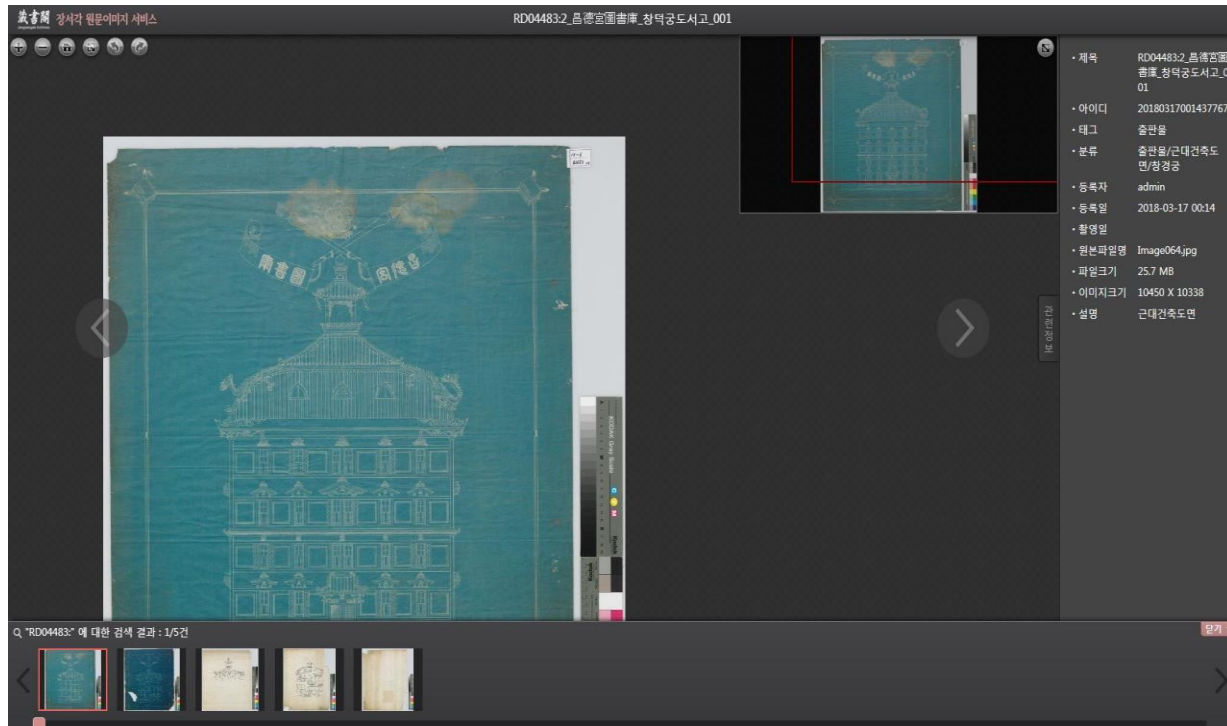 藏書閣 장서각 원문이미지 서비스
RD04483:2_昌德宮圖書庫_창덕궁도서고_001
제목 RD04483:2_昌德宮圖
書庫_창덕궁도서고_0
01
아이디 20180317001437767
태그 출판물
분류 출판물/근대건축도
면/창경궁
등록자 admin
등록일 2018-03-17 00:14
촬영일
원본파일명 Image064.jpg
파일크기 25.7 MB
이미지크기 10450 X 10338
설명 근대건축도면
관련정보
庫書圖
宮德昌
KODAK Gray Scale
C
M
Kodak
"RD04483:" 에 대한 검색 결과 : 1/5건
닫기